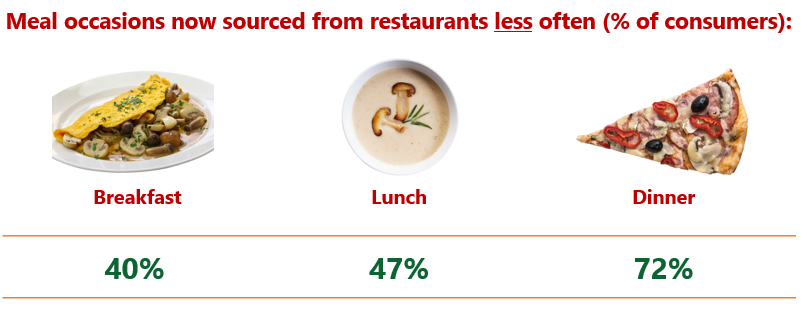 Meal occasions now sourced from restaurants less often (% of consumers):
Breakfast
Lunch
Dinner
40%
47%
72%